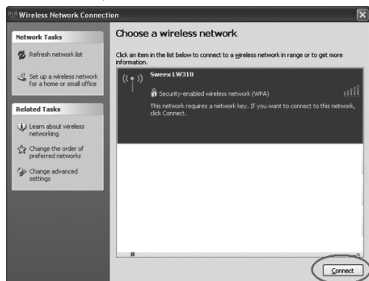 Wireless Network Connection
Network Tasks
Refresh network list
Set up a wireless network
for a home or small office
Related Tasks
Learn about wireless
networking
Change the order of
preferred networks
Change advanced
settings
Choose a wireless network
Click an item in the list below to connect to a wireless network in range or to get more
information.
Sweex LW310
Security-enabled wireless network (WPA)
This network requires a network key. If you want to connect to this network,
click Connect.
Connect